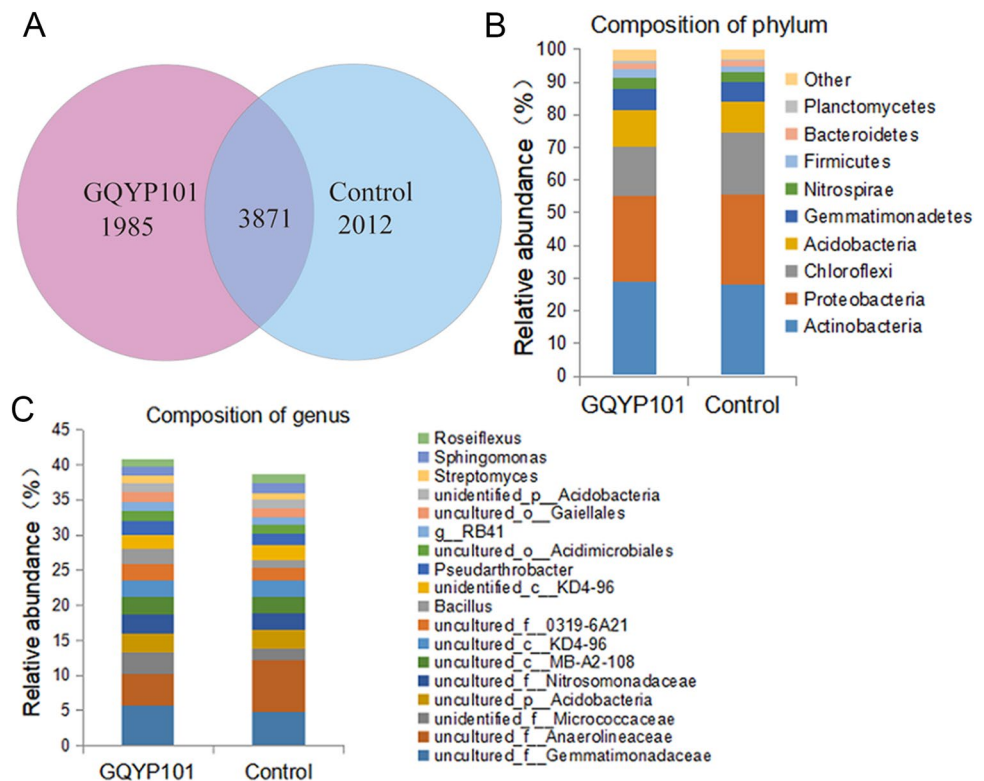 A
GQYP101
1985
3871
Control
2012
B
Composition of phylum
Relative abundance (%)
100
90
80
70
60
50
40
30
20
10
0
GQYP101
Control
Other
Planctomycetes
Bacteroidetes
Firmicutes
Nitrospirae
Gemmatimonadetes
Acidobacteria
Chloroflexi
Proteobacteria
Actinobacteria
C
Composition of genus
Relative abundance (%)
45
40
35
30
25
20
15
10
5
0
GQYP101
Control
Roseiflexus
Sphingomonas
Streptomyces
unidentified_p__Acidobacteria
uncultured_o__Gaiellales
g__RB41
uncultured_o__Acidimicrobiales
Pseudarthrobacter
unidentified_c__KD4-96
Bacillus
uncultured_f__0319-6A21
uncultured_c__KD4-96
uncultured_c__MB-A2-108
uncultured_f__Nitrosomonadaceae
uncultured_p__Acidobacteria
unidentified_f__Micrococcaceae
uncultured_f__Anaerolineaceae
uncultured_f__Gemmatimonadaceae